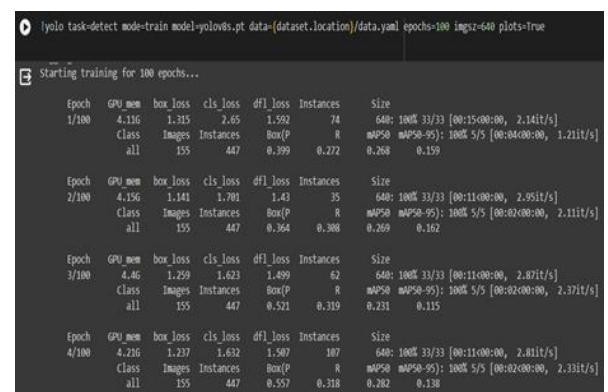 !yolo task=detect mode=train model=yolov8s.pt data={dataset.location}/data.yaml epochs=100 imgsz=640 plots=True
Starting training for 100 epochs...
Epoch GPU_mem box_loss cls_loss dfl_loss Instances Size
1/100 4.11G 1.315 2.65 1.592 74 640: 100% 33/33 [00:15<00:00, 2.14it/s]
Class Images Instances Box(P R mAP50 mAP50-95): 100% 5/5 [00:04<00:00, 1.21it/s]
all 155 447 0.399 0.272 0.268 0.159
Epoch GPU_mem box_loss cls_loss dfl_loss Instances Size
2/100 4.15G 1.141 1.701 1.43 35 640: 100% 33/33 [00:11<00:00, 2.95it/s]
Class Images Instances Box(P R mAP50 mAP50-95): 100% 5/5 [00:02<00:00, 2.11it/s]
all 155 447 0.364 0.308 0.269 0.162
Epoch GPU_mem box_loss cls_loss dfl_loss Instances Size
3/100 4.4G 1.259 1.623 1.499 62 640: 100% 33/33 [00:11<00:00, 2.87it/s]
Class Images Instances Box(P R mAP50 mAP50-95): 100% 5/5 [00:02<00:00, 2.37it/s]
all 155 447 0.521 0.319 0.231 0.115
Epoch GPU_mem box_loss cls_loss dfl_loss Instances Size
4/100 4.21G 1.237 1.632 1.507 107 640: 100% 33/33 [00:11<00:00, 2.81it/s]
Class Images Instances Box(P R mAP50 mAP50-95): 100% 5/5 [00:02<00:00, 2.33it/s]
all 155 447 0.557 0.318 0.282 0.138